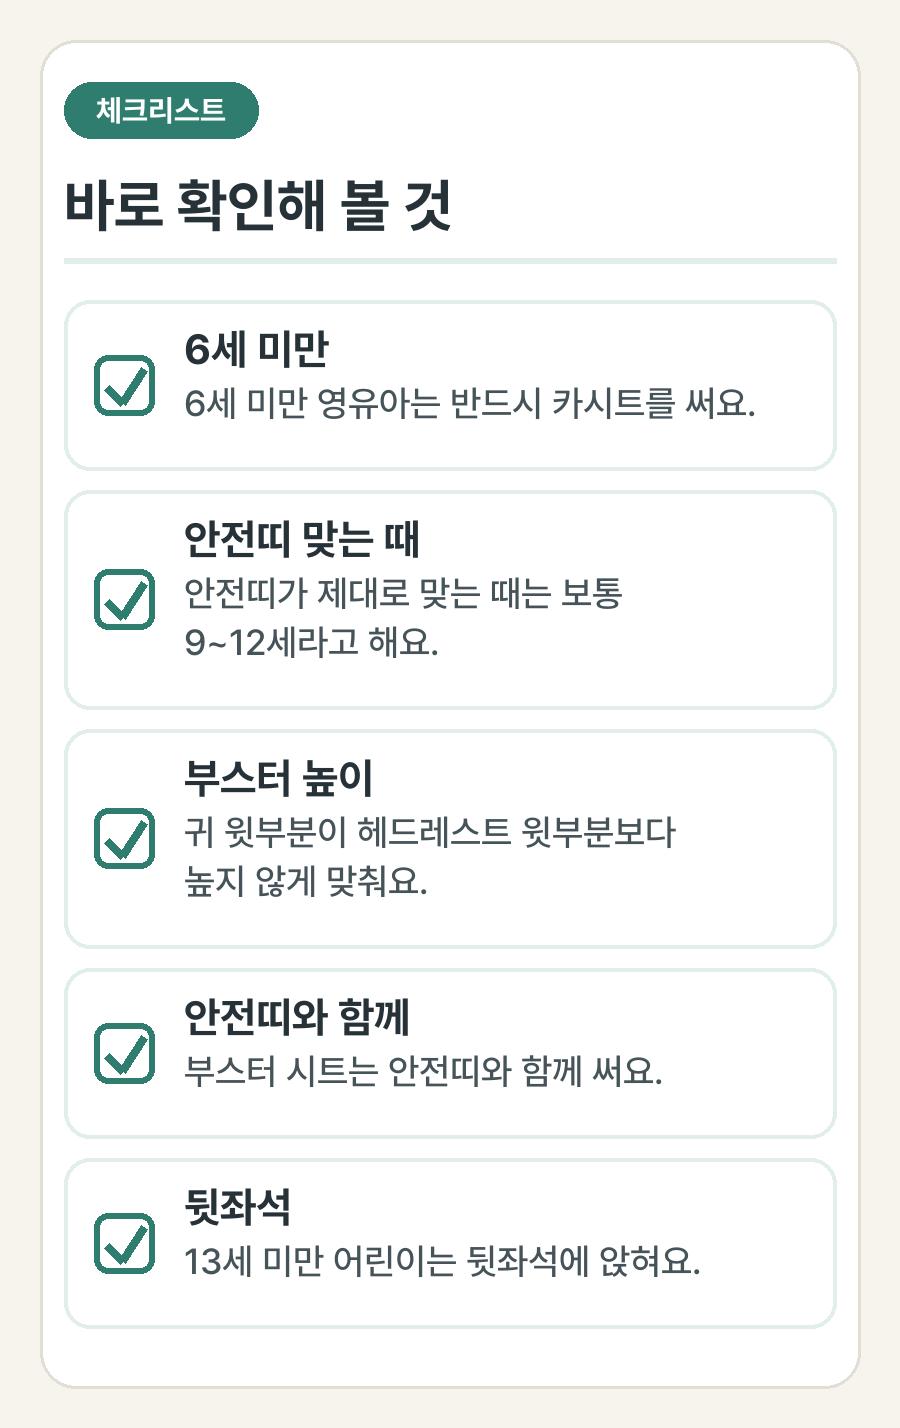 체크리스트
바로 확인해 볼 것
6세 미만
6세 미만 영유아는 반드시 카시트를 써요.
안전띠 맞는 때
안전띠가 제대로 맞는 때는 보통
9~12세라고 해요.
부스터 높이
귀 윗부분이 헤드레스트 윗부분보다
높지 않게 맞춰요.
안전띠와 함께
부스터 시트는 안전띠와 함께 써요.
뒷좌석
13세 미만 어린이는 뒷좌석에 앉혀요.